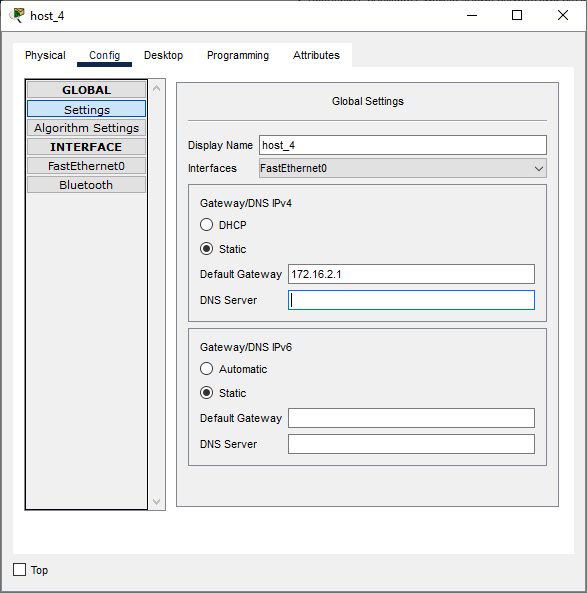 host_4
Physical Config Desktop Programming Attributes
GLOBAL
Settings
Algorithm Settings
INTERFACE
FastEthernet0
Bluetooth
Global Settings
Display Name host_4
Interfaces FastEthernet0
Gateway/DNS IPv4
DHCP
Static
Default Gateway 172.16.2.1
DNS Server
Gateway/DNS IPv6
Automatic
Static
Default Gateway
DNS Server
Top